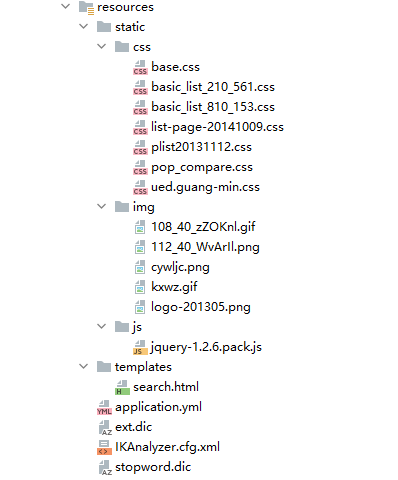 resources
static
css
base.css
basic_list_210_561.css
basic_list_810_153.css
list-page-20141009.css
plist20131112.css
pop_compare.css
ued.guang-min.css
img
108_40_zZOKnl.gif
112_40_WvArIl.png
cywljc.png
kxwz.gif
logo-201305.png
js
jquery-1.2.6.pack.js
templates
search.html
application.yml
ext.dic
IKAnalyzer.cfg.xml
stopword.dic